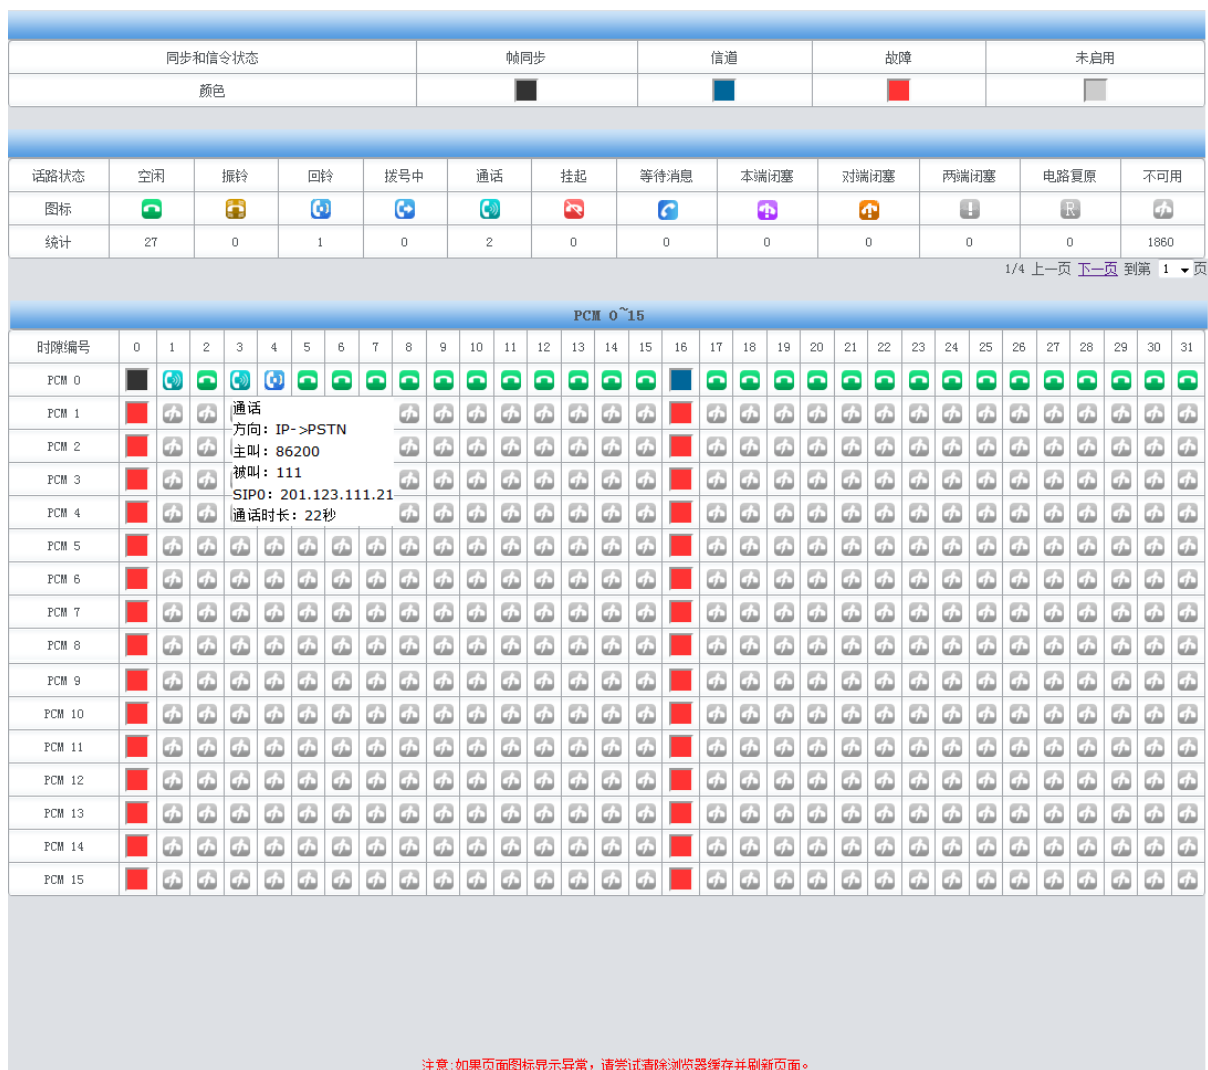 同步和信令状态 帧同步 信道 故障 未启用
颜色
话路状态 空闲 振铃 回铃 拨号中 通话 挂起 等待消息 本端闭塞 对端闭塞 两端闭塞 电路复原 不可用
图标 R
统计 27 0 1 0 2 0 0 0 0 0 0 1860
1/4 上一页 下一页 到第 1 页
PCM 0~15
时隙编号 0 1 2 3 4 5 6 7 8 9 10 11 12 13 14 15 16 17 18 19 20 21 22 23 24 25 26 27 28 29 30 31
PCM 0
PCM 1
通话
方向: IP->PSTN
PCM 2
主叫: 86200
PCM 3
被叫: 111
SIP0: 201.123.111.21
PCM 4
通话时长: 22秒
PCM 5
PCM 6
PCM 7
PCM 8
PCM 9
PCM 10
PCM 11
PCM 12
PCM 13
PCM 14
PCM 15
注意:如果页面图标显示异常，请尝试清除浏览器缓存并刷新页面。